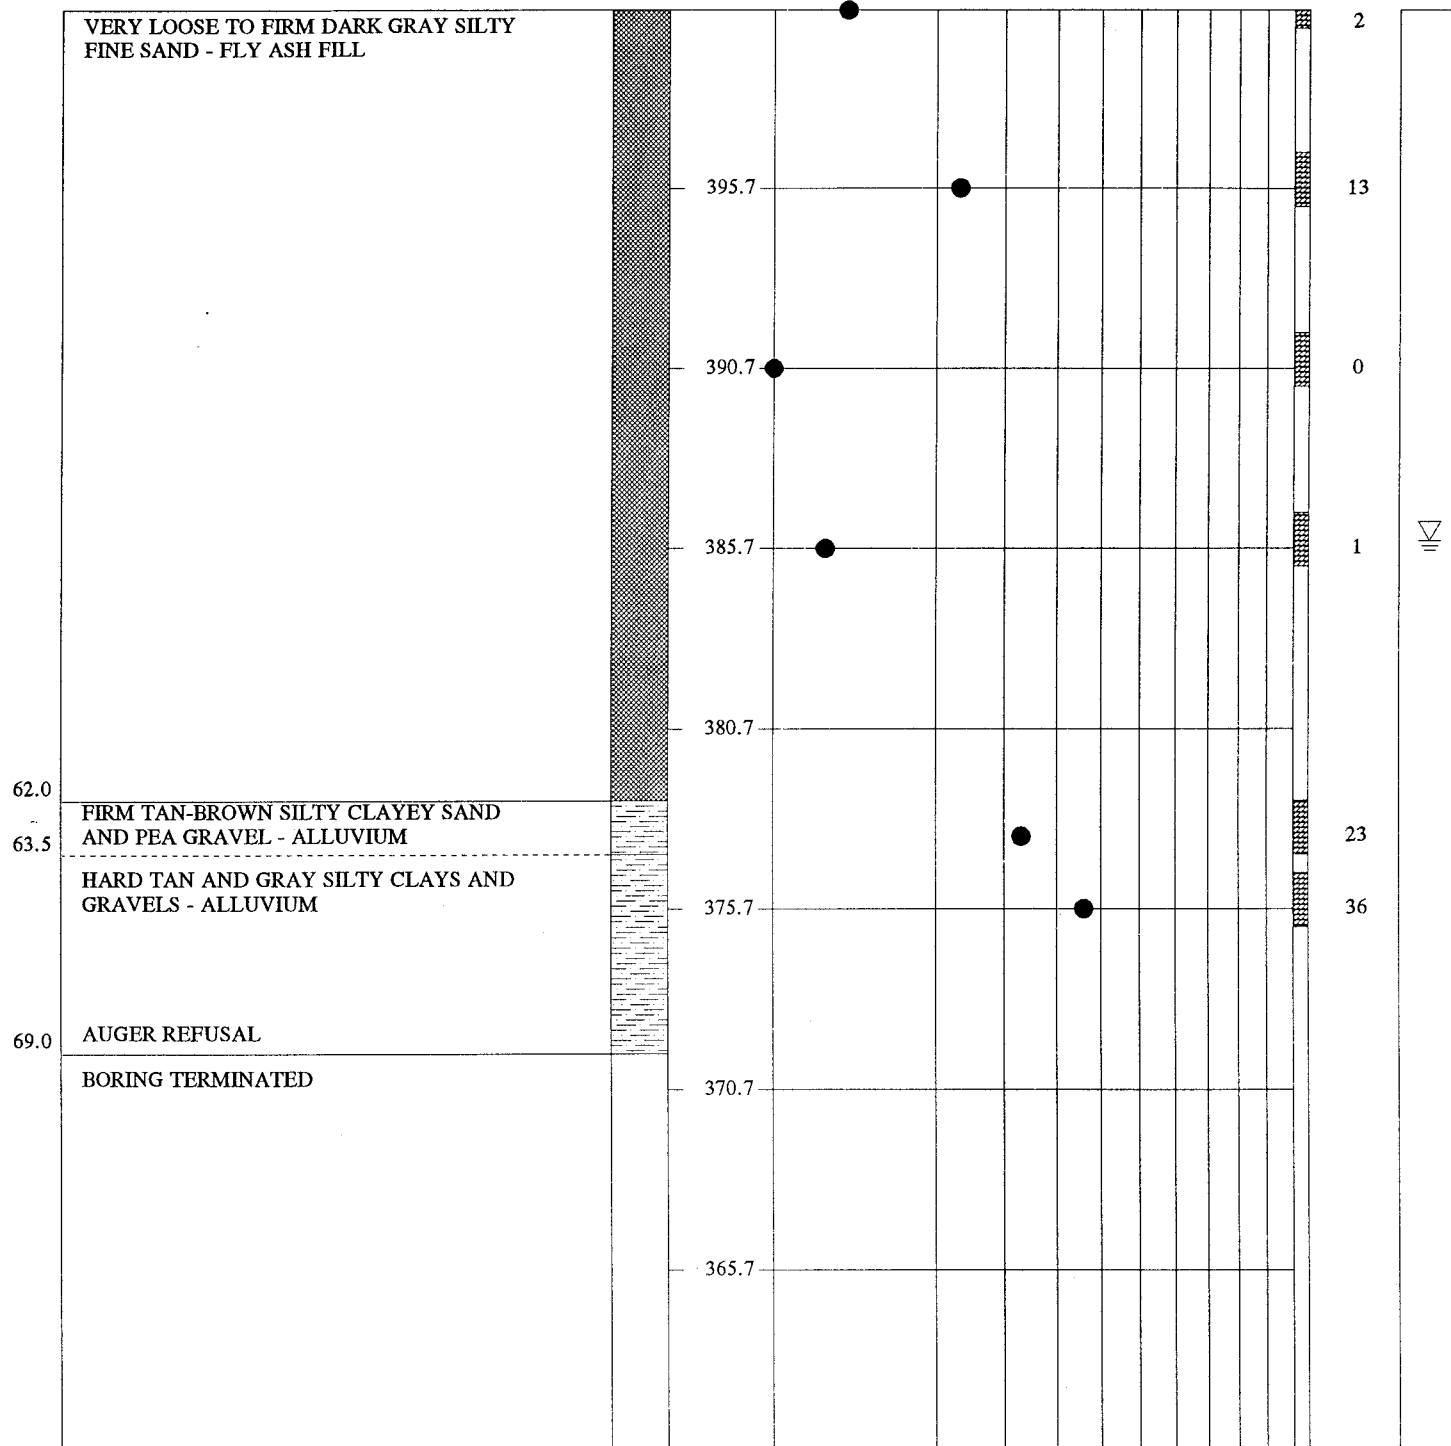 VERY LOOSE TO FIRM DARK GRAY SILTY
FINE SAND - FLY ASH FILL
2
395.7
13
390.7
0
385.7
1
380.7
62.0
FIRM TAN-BROWN SILTY CLAYEY SAND
AND PEA GRAVEL - ALLUVIUM
23
63.5
HARD TAN AND GRAY SILTY CLAYS AND
GRAVELS - ALLUVIUM
375.7
36
AUGER REFUSAL
69.0
BORING TERMINATED
370.7
365.7